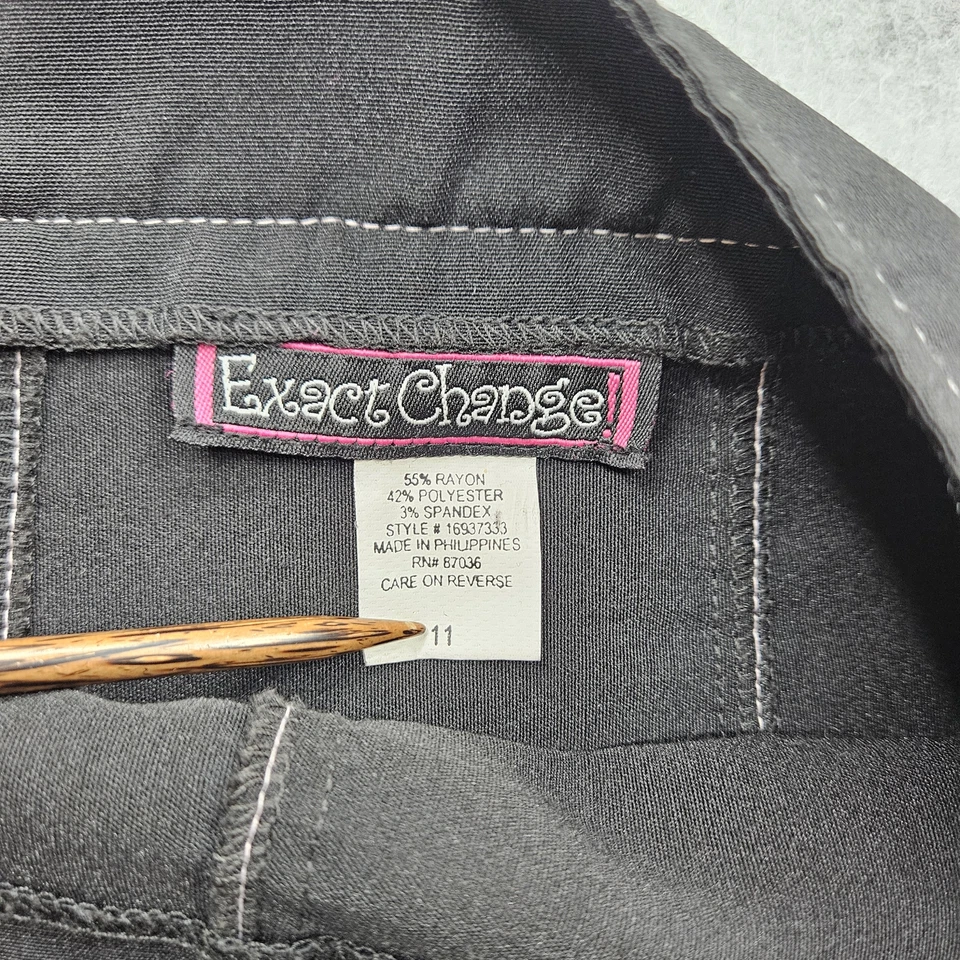 Exact Change!
55% RAYON
42% POLYESTER
3% SPANDEX
STYLE # 16937333
MADE IN PHILIPPINES
RN# 87036
CARE ON REVERSE
11